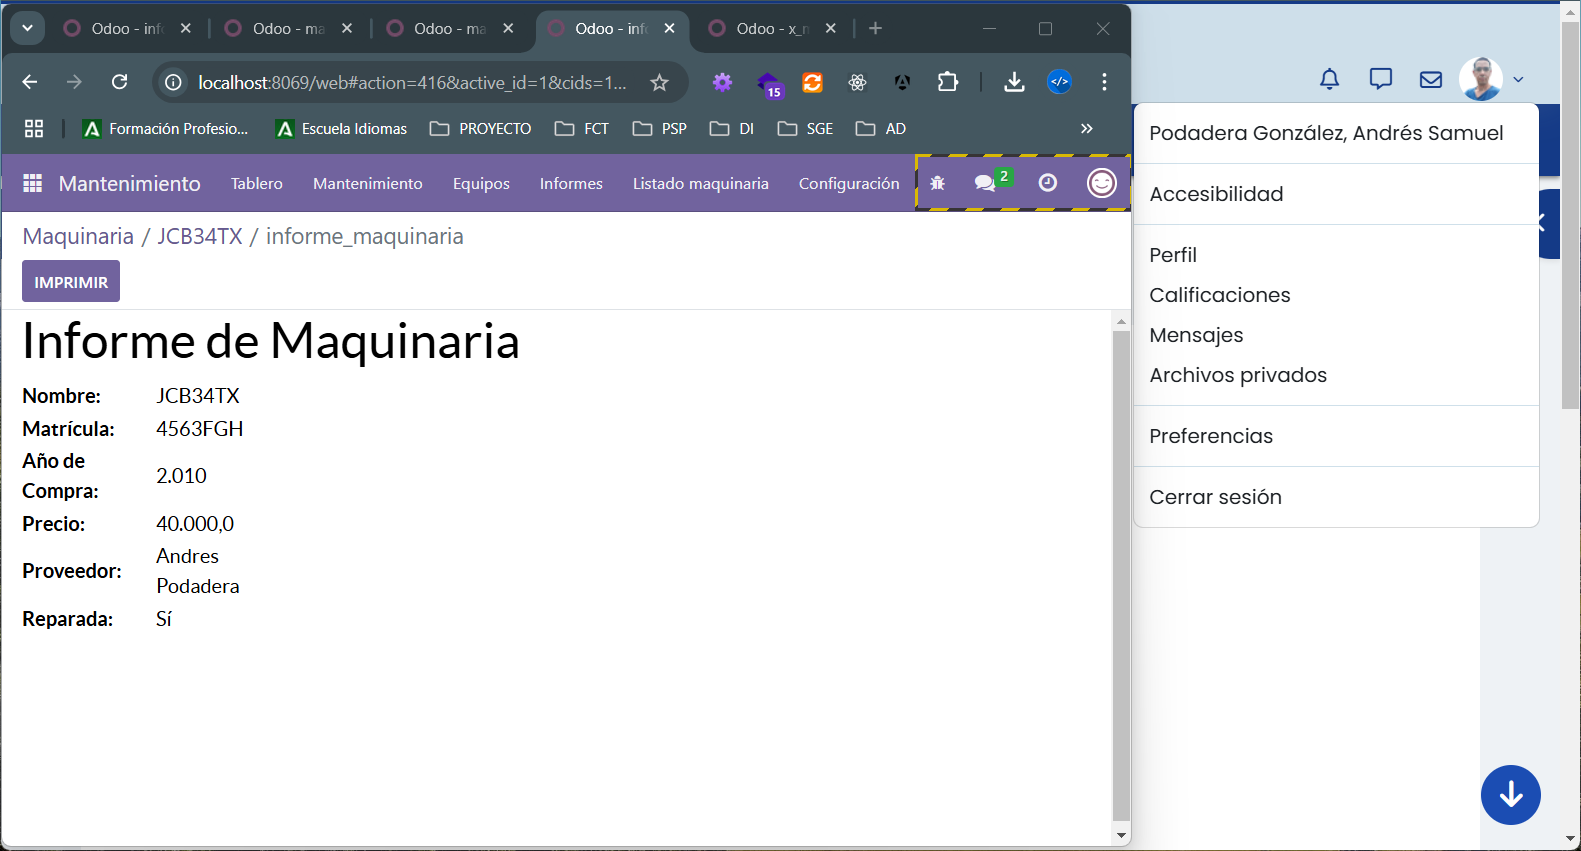 Odoo - info
Odoo - ma
Odoo - ma
Odoo - info
Odoo - x_m
localhost:8069/web#action=416&active_id=1&cids=1...
15
Formación Profesio...
Escuela Idiomas
PROYECTO
FCT
PSP
DI
SGE
AD
»
Mantenimiento
Tablero
Mantenimiento
Equipos
Informes
Listado maquinaria
Configuración
2
Maquinaria / JCB34TX / informe_maquinaria
IMPRIMIR
Informe de Maquinaria
Nombre: JCB34TX
Matrícula: 4563FGH
Año de
Compra: 2.010
Precio: 40.000,0
Proveedor: Andres
Podadera
Reparada: Sí
Podadera González, Andrés Samuel
Accesibilidad
Perfil
Calificaciones
Mensajes
Archivos privados
Preferencias
Cerrar sesión